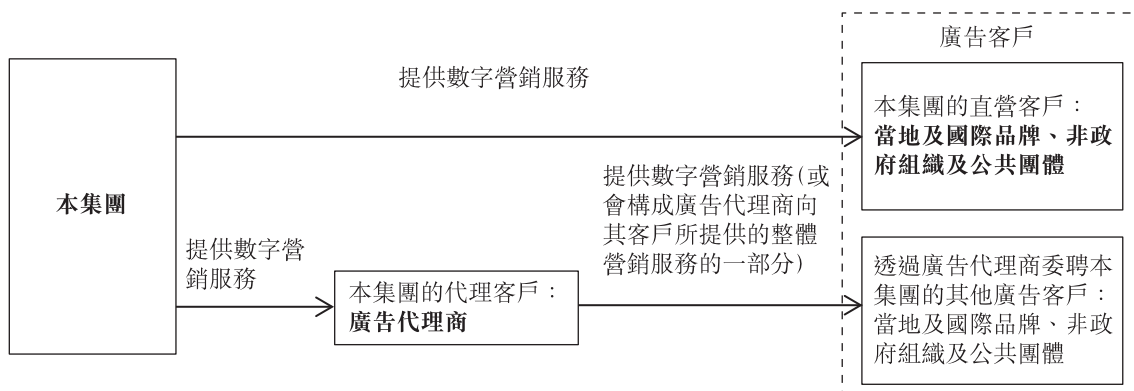 廣告客戶
提供數字營銷服務
本集團的直營客戶：
當地及國際品牌、非政
府組織及公共團體
本集團
提供數字營銷服務(或
會構成廣告代理商向
其客戶所提供的整體
營銷服務的一部分)
提供數字營
銷服務
本集團的代理客戶：
廣告代理商
透過廣告代理商委聘本
集團的其他廣告客戶：
當地及國際品牌、非政
府組織及公共團體